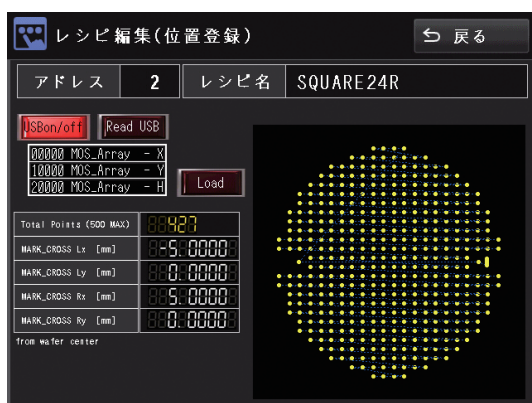 レシピ編集(位置登録)
戻る
アドレス 2 レシピ名 SQUARE24R
USBon/off Read USB
00000 MOS_Array - X
10000 MOS_Array - Y
20000 MOS_Array - H
Load
Total Points (500 MAX) 427
MARK_CROSS Lx [mm] -5.0000
MARK_CROSS Ly [mm] 0.0000
MARK_CROSS Rx [mm] 5.0000
MARK_CROSS Ry [mm] 0.0000
from wafer center